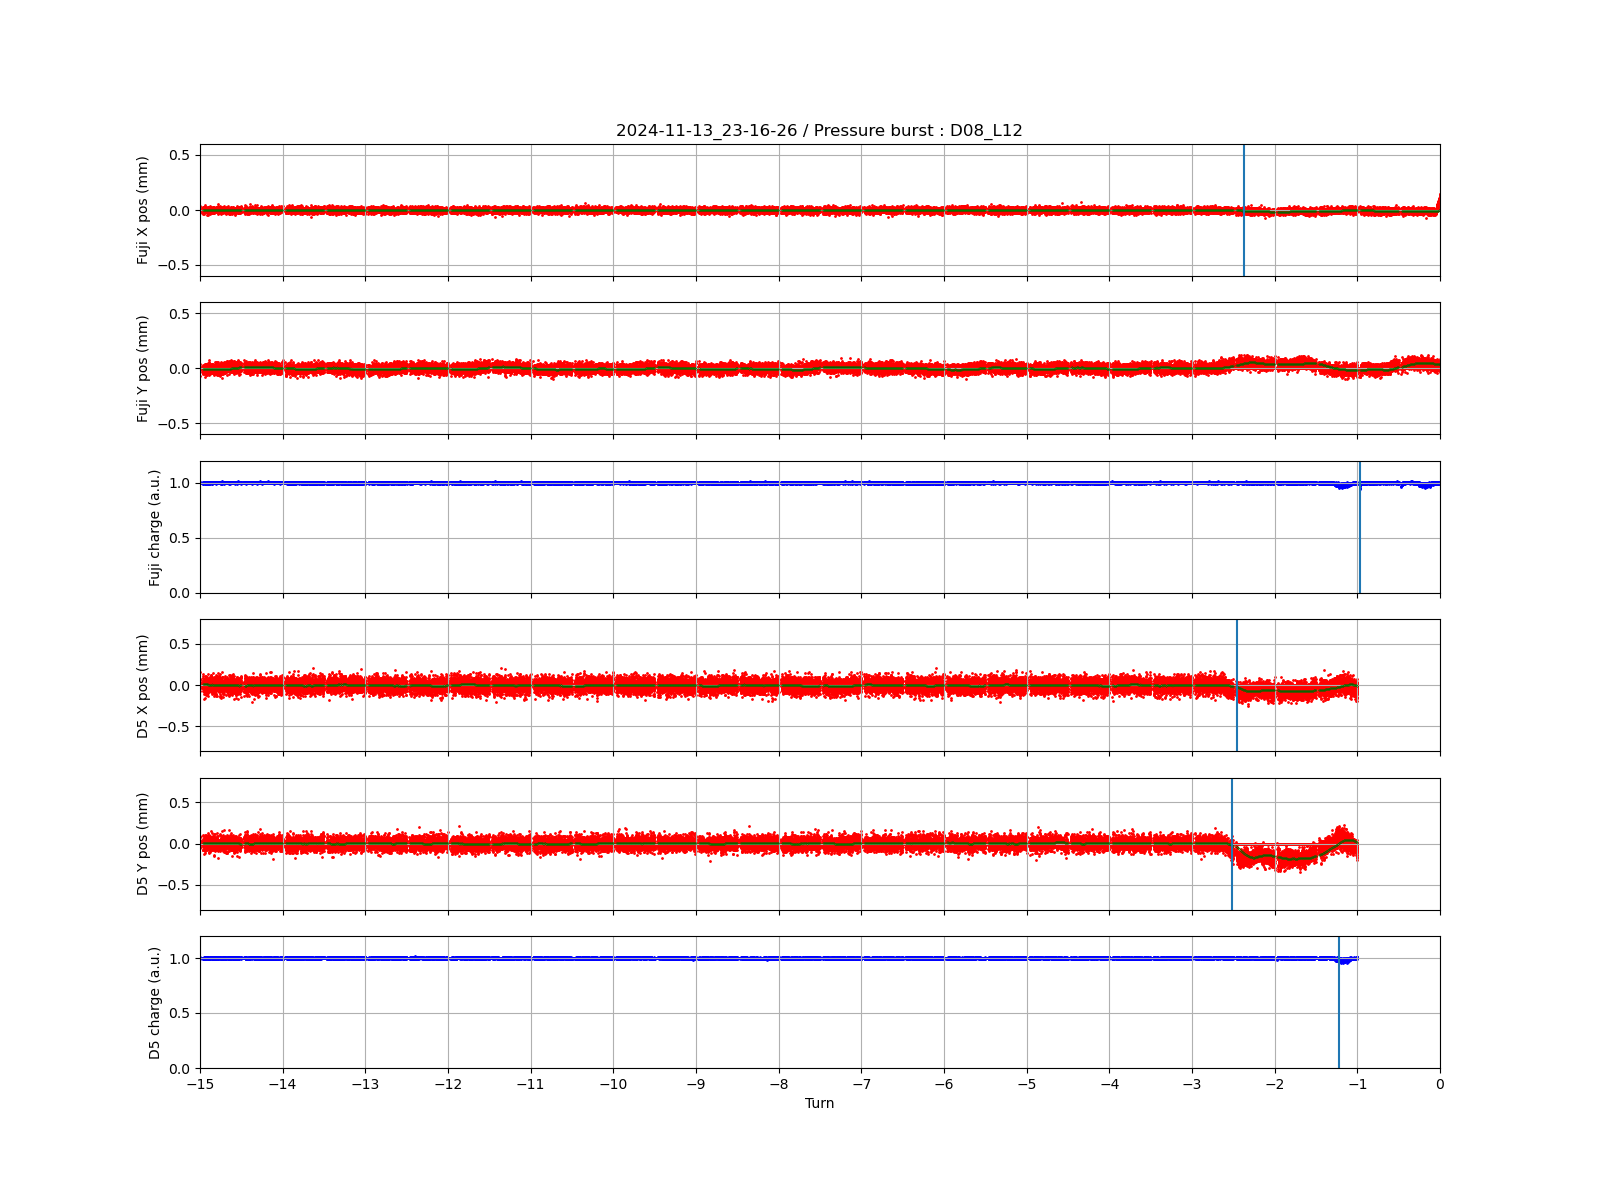 2024-11-13_23-16-26 / Pressure burst : D08_L12
Fuji X pos (mm)
0.5
0.0
−0.5
Fuji Y pos (mm)
0.5
0.0
−0.5
Fuji charge (a.u.)
1.0
0.5
0.0
D5 X pos (mm)
0.5
0.0
−0.5
D5 Y pos (mm)
0.5
0.0
−0.5
D5 charge (a.u.)
1.0
0.5
0.0
−15 −14 −13 −12 −11 −10 −9 −8 −7 −6 −5 −4 −3 −2 −1 0
Turn